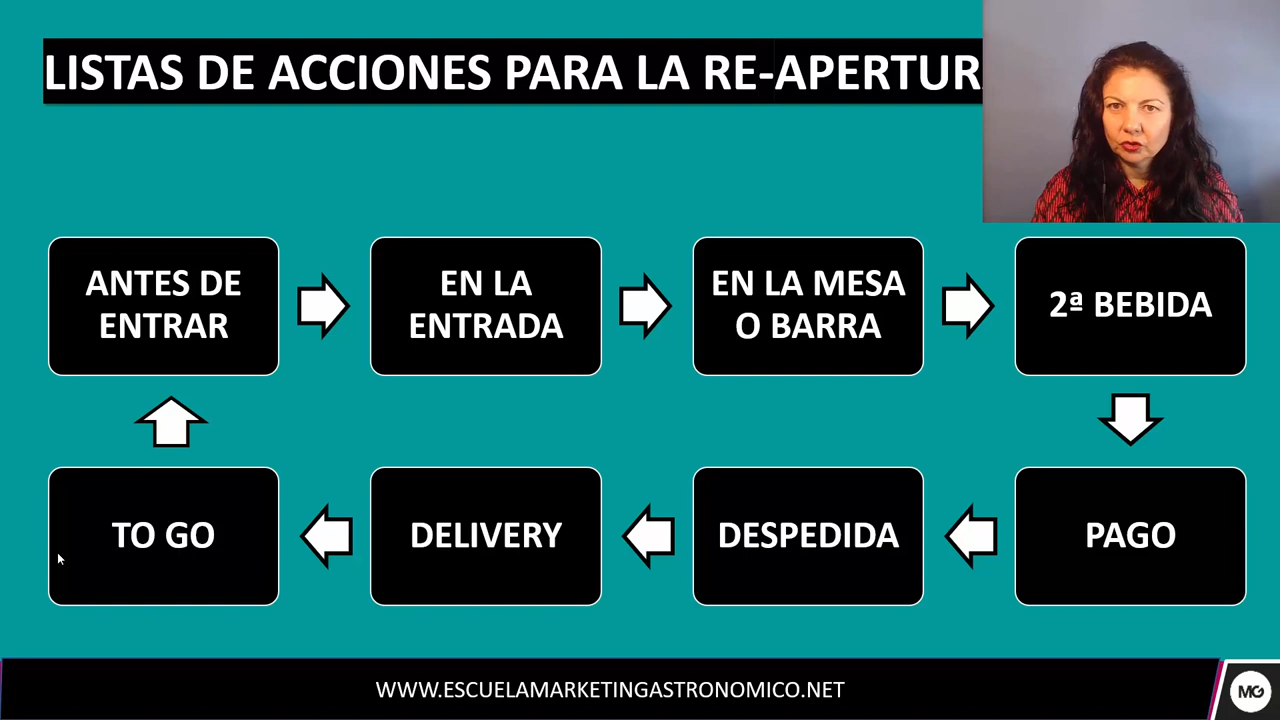 LISTAS DE ACCIONES PARA LA RE-APERTUR
ANTES DE
ENTRAR
EN LA
ENTRADA
EN LA MESA
O BARRA
2ª BEBIDA
TO GO
DELIVERY
DESPEDIDA
PAGO
WWW.ESCUELAMARKETINGASTRONOMICO.NET
MG